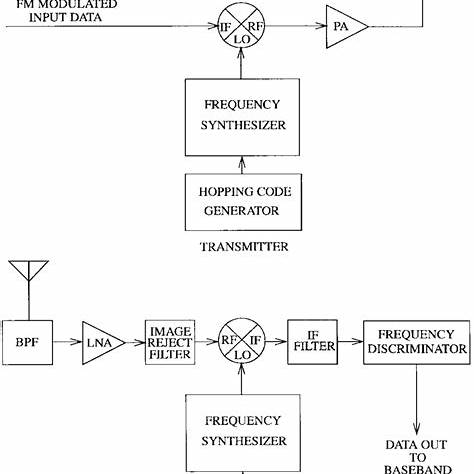 FM MODULATED
INPUT DATA
IF RF
LO
PA
FREQUENCY
SYNTHESIZER
HOPPING CODE
GENERATOR
TRANSMITTER
BPF
LNA
IMAGE
REJECT
FILTER
RF IF
LO
IF
FILTER
FREQUENCY
DISCRIMINATOR
FREQUENCY
SYNTHESIZER
DATA OUT
TO
BASEBAND